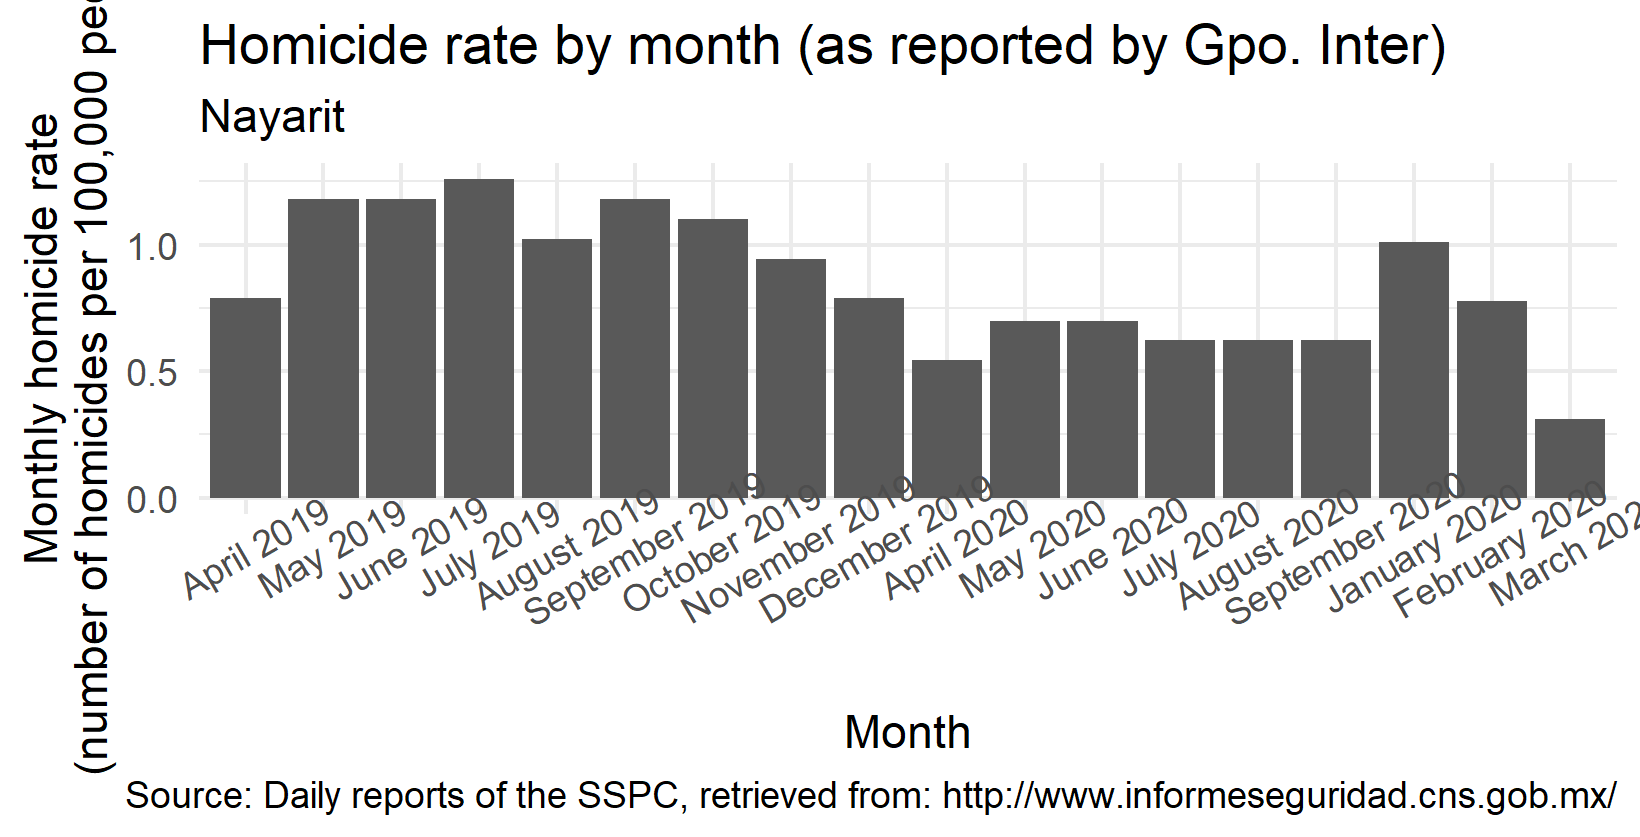 Homicide rate by month (as reported by Gpo. Inter)
Nayarit
Monthly homicide rate
(number of homicides per 100,000
1.0
0.5
0.0
April 2019
May 2019
June 2019
July 2019
August 2019
September 2019
October 2019
November 2019
December 2019
April 2020
May 2020
June 2020
July 2020
August 2020
September 2020
January 2020
February 2020
March
Month
Source: Daily reports of the SSPC, retrieved from: http://www.informeseguridad.cns.gob.mx/